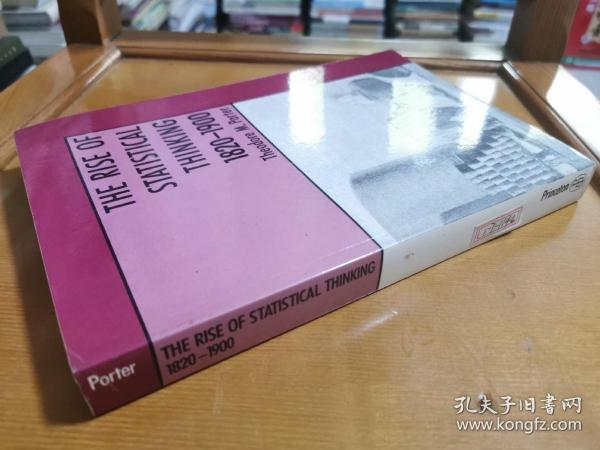 THE RISE OF
STATISTICAL
THINKING
1820–1900
Theodore M. Porter
Porter
THE RISE OF STATISTICAL THINKING
1820–1900
Princeton
孔夫子旧书网
www.kongfz.com